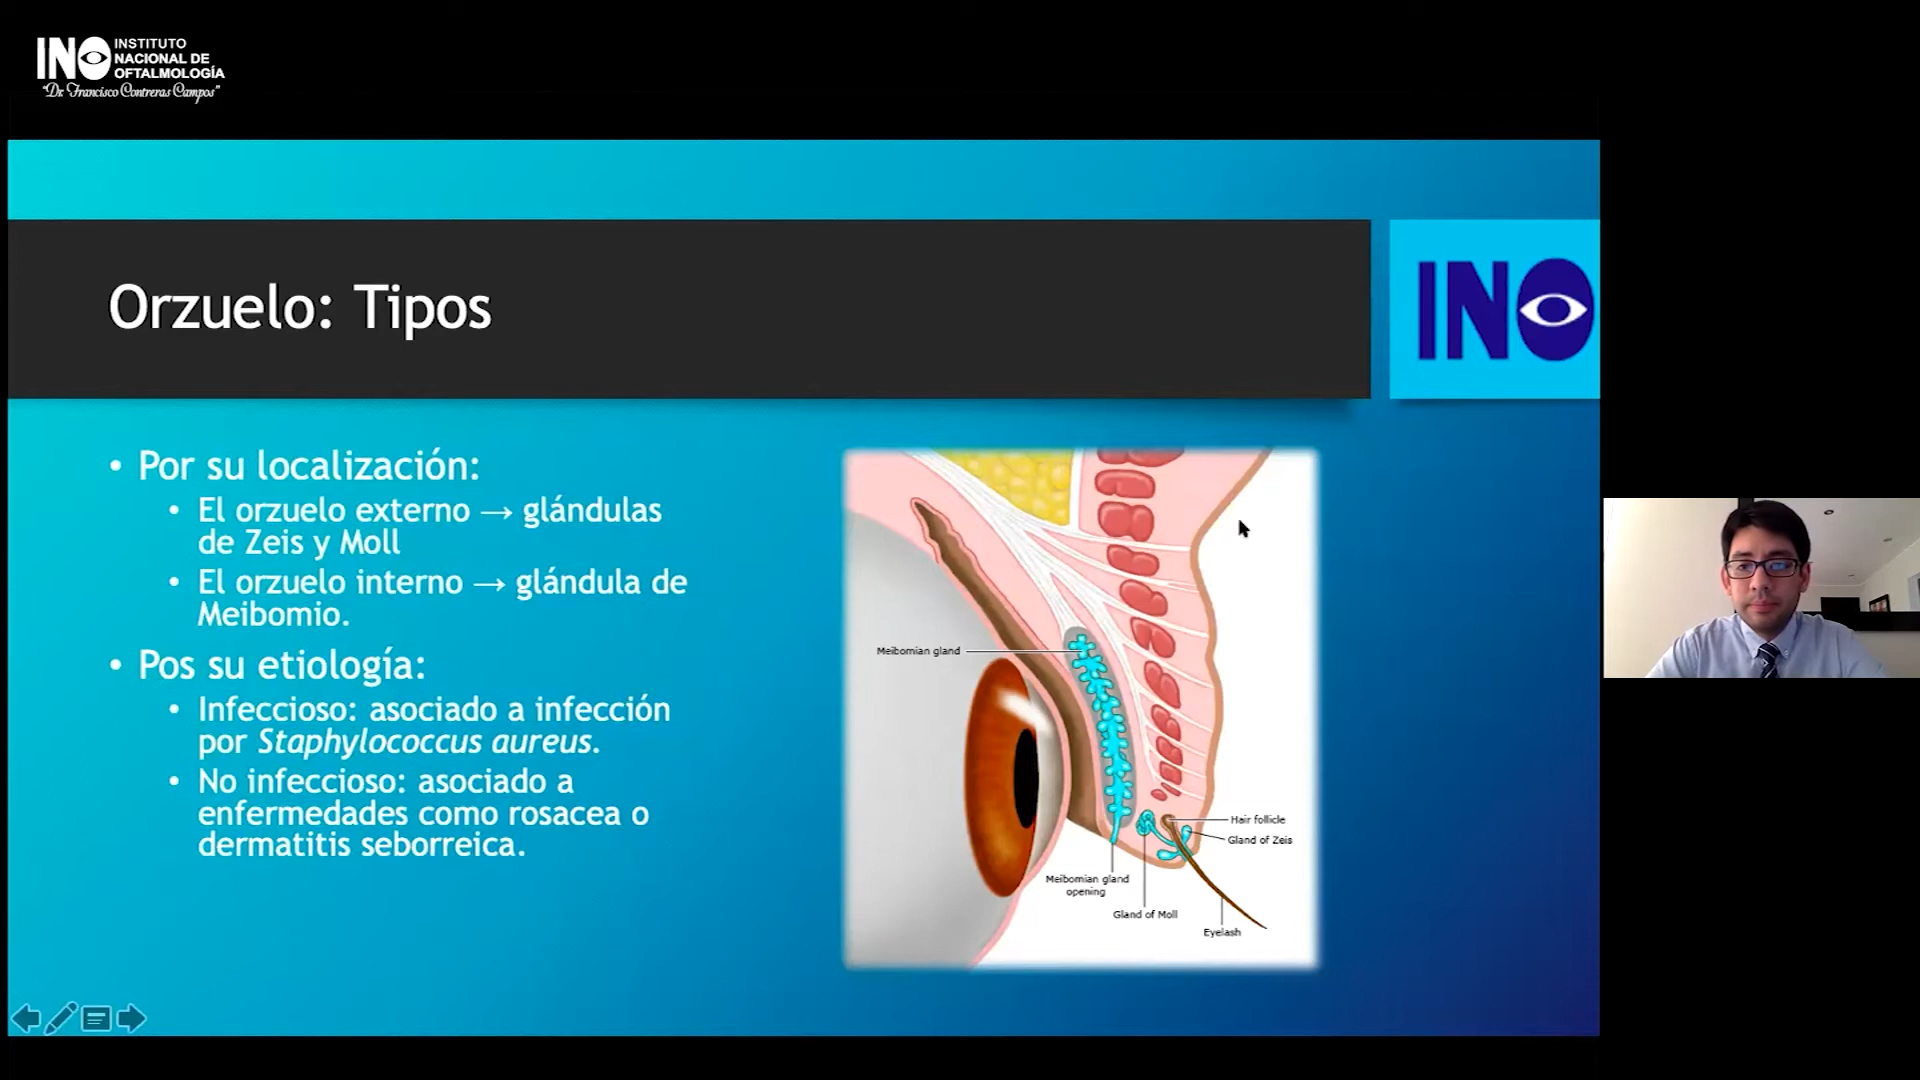 INO
INSTITUTO
NACIONAL DE
OFTALMOLOGÍA
"Dr. Francisco Contreras Campos"
Orzuelo: Tipos
INO
• Por su localización:
• El orzuelo externo → glándulas
de Zeis y Moll
• El orzuelo interno → glándula de
Meibomio.
• Pos su etiología:
• Infeccioso: asociado a infección
por Staphylococcus aureus.
• No infeccioso: asociado a
enfermedades como rosacea o
dermatitis seborreica.
Meibomian gland
Hair follicle
Gland of Zeis
Meibomian gland
opening
Gland of Moll
Eyelash